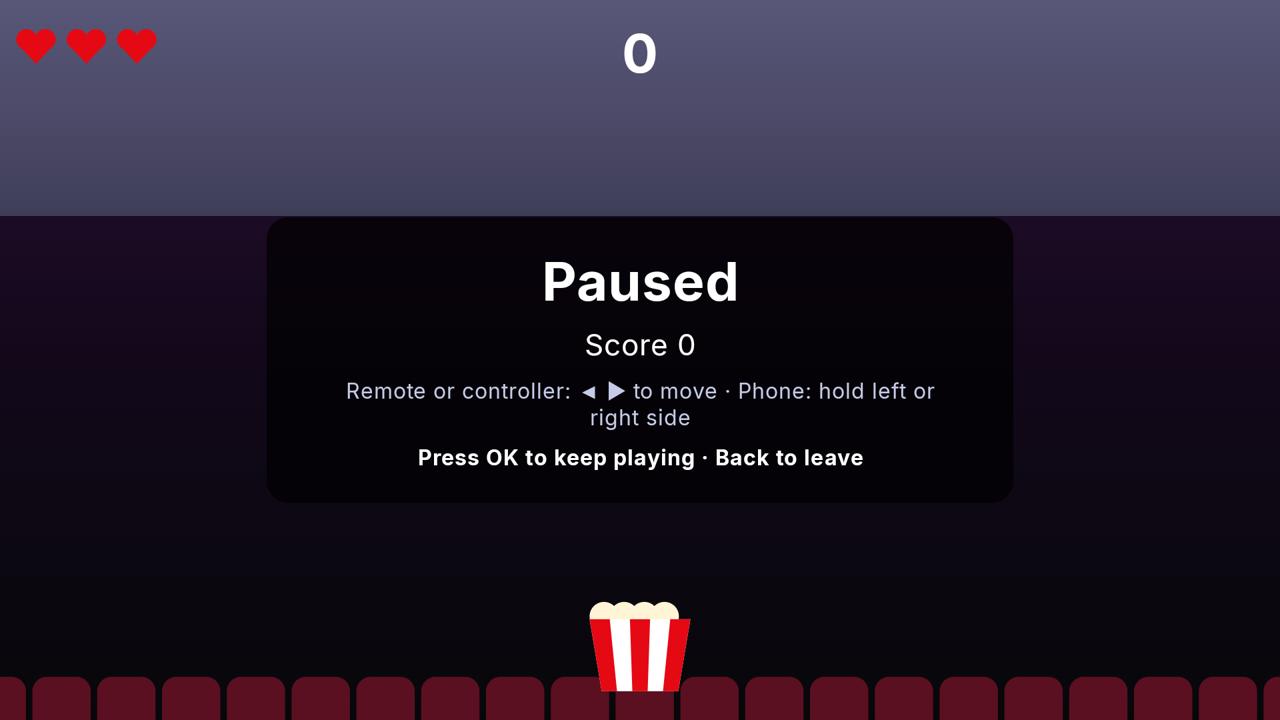 0
Paused
Score 0
Remote or controller: ◄ ► to move · Phone: hold left or
right side
Press OK to keep playing · Back to leave